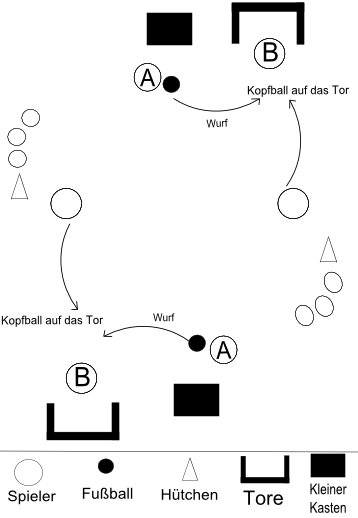 B
A
Kopfball auf das Tor
Wurf
Kopfball auf das Tor
Wurf
A
B
Spieler
Fußball
Hütchen
Tore
Kleiner
Kasten